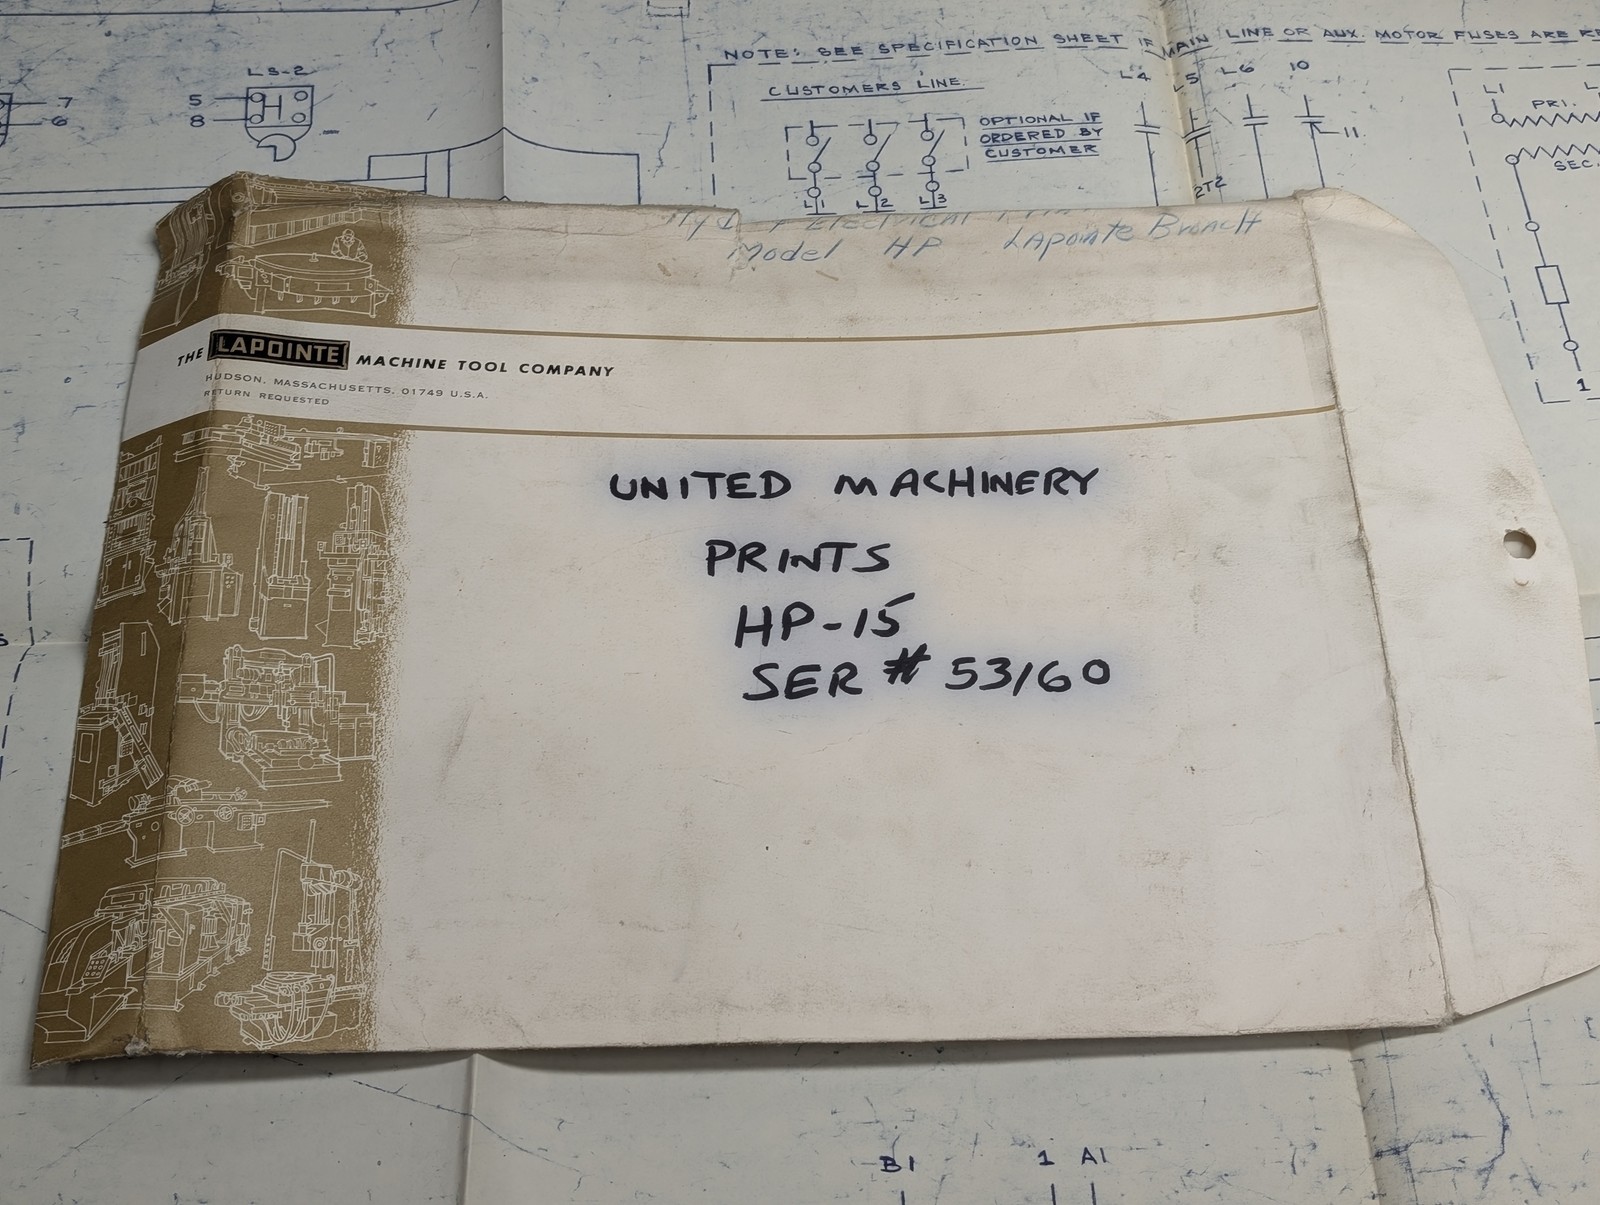 LS-2
7
6
5
8
NOTE: SEE SPECIFICATION SHEET IF MAIN LINE OR AUX. MOTOR FUSES ARE
CUSTOMERS LINE
OPTIONAL IF
ORDERED BY
CUSTOMER
L1 L2 L3
L4 L5 L6 10
11
2T2
L1
PRI.
SEC.
1
Electrical
Model HP LAPointe Broach
THE LAPOINTE MACHINE TOOL COMPANY
HUDSON, MASSACHUSETTS, 01749 U.S.A.
RETURN REQUESTED
UNITED MACHINERY
PRINTS
HP-15
SER # 53160
B1 1 A1